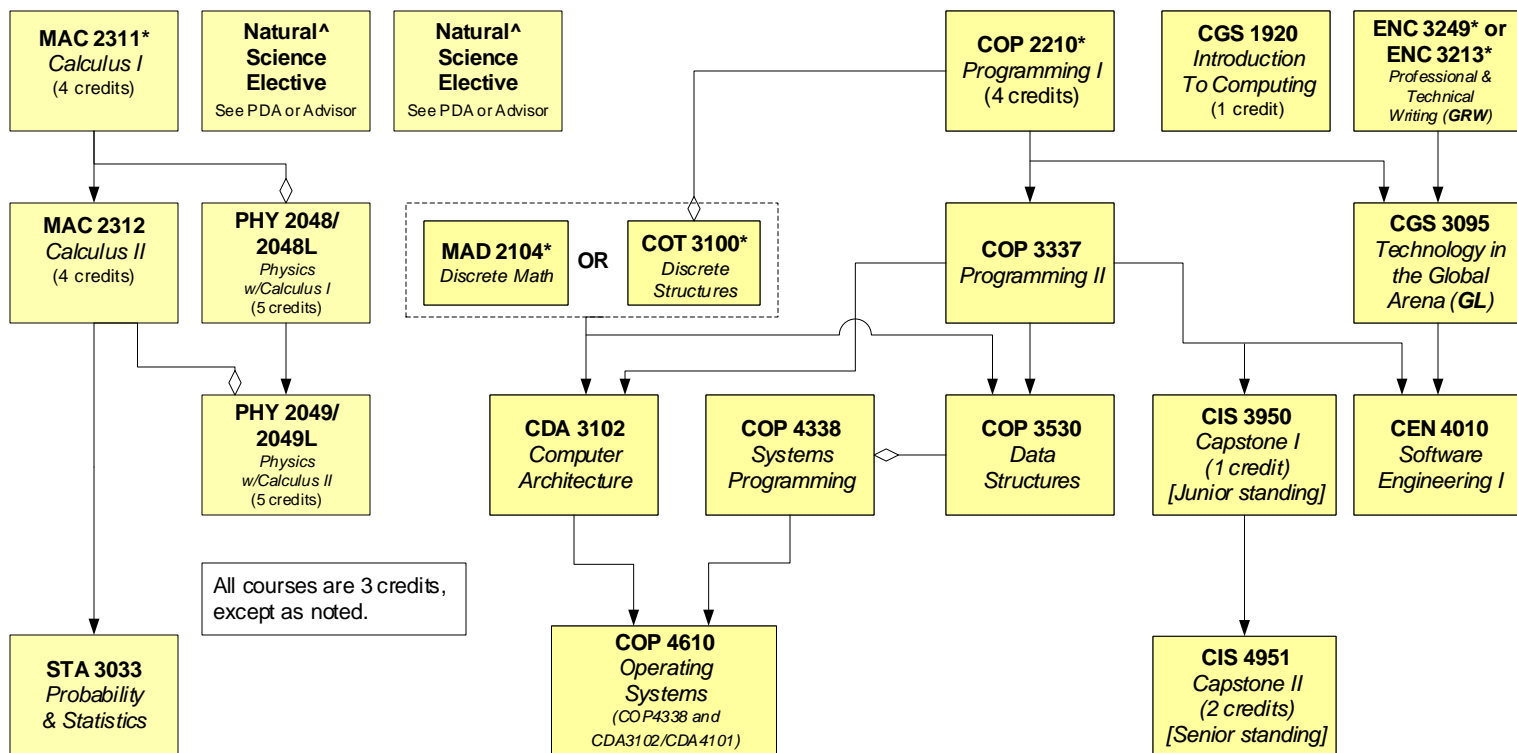 MAC 2311*
Calculus I
(4 credits)
Natural^
Science
Elective
See PDA or Advisor
Natural^
Science
Elective
See PDA or Advisor
COP 2210*
Programming I
(4 credits)
CGS 1920
Introduction
To Computing
(1 credit)
ENC 3249* or
ENC 3213*
Professional &
Technical
Writing (GRW)
MAC 2312
Calculus II
(4 credits)
PHY 2048/
2048L
Physics
w/Calculus I
(5 credits)
MAD 2104*
Discrete Math
OR
COT 3100*
Discrete
Structures
COP 3337
Programming II
CGS 3095
Technology in
the Global
Arena (GL)
PHY 2049/
2049L
Physics
w/Calculus II
(5 credits)
CDA 3102
Computer
Architecture
COP 4338
Systems
Programming
COP 3530
Data
Structures
CIS 3950
Capstone I
(1 credit)
[Junior standing]
CEN 4010
Software
Engineering I
All courses are 3 credits,
except as noted.
STA 3033
Probability
& Statistics
COP 4610
Operating
Systems
(COP4338 and
CDA3102/CDA4101)
CIS 4951
Capstone II
(2 credits)
[Senior standing]